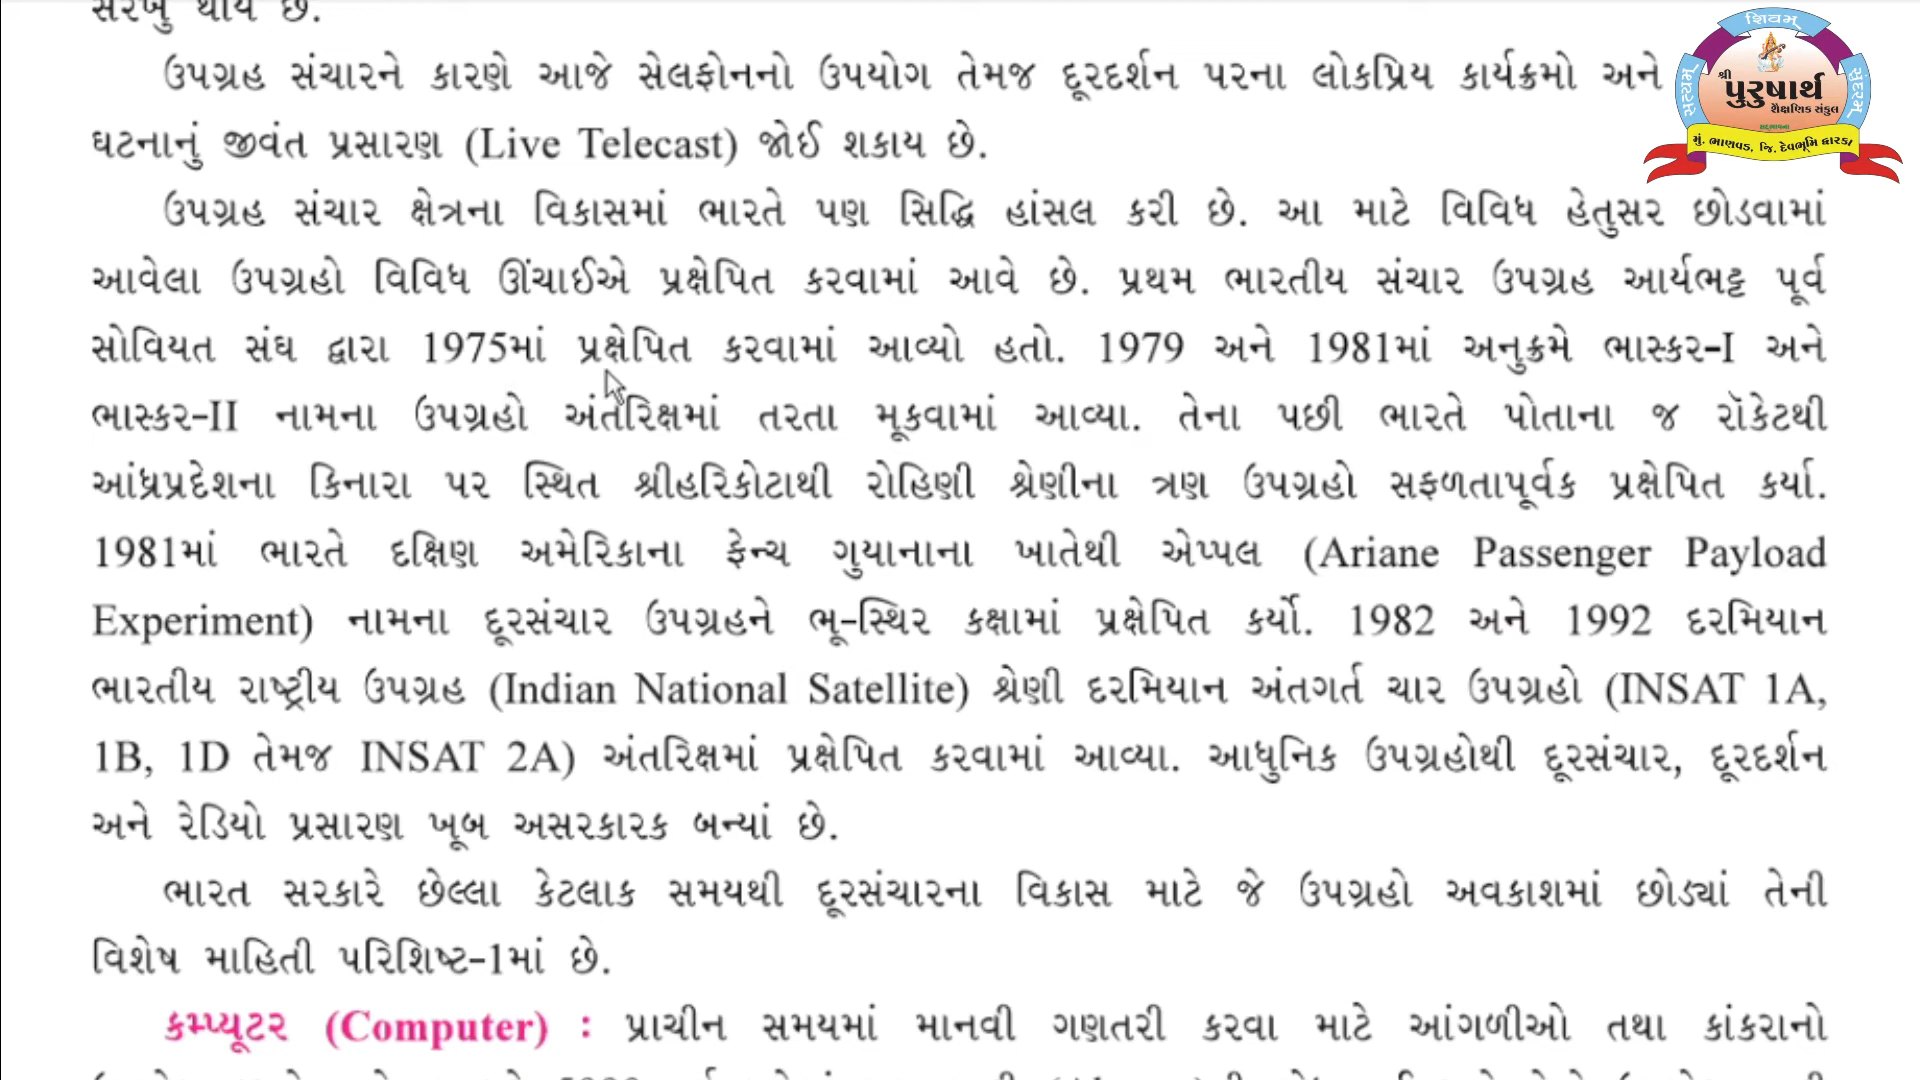 સરખું થાય છે.
ઉપગ્રહ સંચારને કારણે આજે સેલફોનનો ઉપયોગ તેમજ દૂરદર્શન પરના લોકપ્રિય કાર્યક્રમો અને
ઘટનાનું જીવંત પ્રસારણ (Live Telecast) જોઈ શકાય છે.
ઉપગ્રહ સંચાર ક્ષેત્રના વિકાસમાં ભારતે પણ સિદ્ધિ હાંસલ કરી છે. આ માટે વિવિધ હેતુસર છોડવામાં
આવેલા ઉપગ્રહો વિવિધ ઊંચાઈએ પ્રક્ષેપિત કરવામાં આવે છે. પ્રથમ ભારતીય સંચાર ઉપગ્રહ આર્યભટ્ટ પૂર્વ
સોવિયત સંઘ દ્વારા 1975માં પ્રક્ષેપિત કરવામાં આવ્યો હતો. 1979 અને 1981માં અનુક્રમે ભાસ્કર-I અને
ભાસ્કર-II નામના ઉપગ્રહો અંતરિક્ષમાં તરતા મૂકવામાં આવ્યા. તેના પછી ભારતે પોતાના જ રૉકેટથી
આંધ્રપ્રદેશના કિનારા પર સ્થિત શ્રીહરિકોટાથી રોહિણી શ્રેણીના ત્રણ ઉપગ્રહો સફળતાપૂર્વક પ્રક્ષેપિત કર્યા.
1981માં ભારતે દક્ષિણ અમેરિકાના ફ્રેન્ચ ગુયાનાના ખાતેથી એપ્પલ (Ariane Passenger Payload
Experiment) નામના દૂરસંચાર ઉપગ્રહને ભૂ-સ્થિર કક્ષામાં પ્રક્ષેપિત કર્યો. 1982 અને 1992 દરમિયાન
ભારતીય રાષ્ટ્રીય ઉપગ્રહ (Indian National Satellite) શ્રેણી દરમિયાન અંતગર્ત ચાર ઉપગ્રહો (INSAT 1A,
1B, 1D તેમજ INSAT 2A) અંતરિક્ષમાં પ્રક્ષેપિત કરવામાં આવ્યા. આધુનિક ઉપગ્રહોથી દૂરસંચાર, દૂરદર્શન
અને રેડિયો પ્રસારણ ખૂબ અસરકારક બન્યાં છે.
ભારત સરકારે છેલ્લા કેટલાક સમયથી દૂરસંચારના વિકાસ માટે જે ઉપગ્રહો અવકાશમાં છોડ્યાં તેની
વિશેષ માહિતી પરિશિષ્ટ-1માં છે.
કમ્પ્યૂટર (Computer) : પ્રાચીન સમયમાં માનવી ગણતરી કરવા માટે આંગળીઓ તથા કાંકરાનો
સત્યમ્ શિવમ્ સુંદરમ્
શ્રી પુરુષાર્થ
શૈક્ષણિક સંકુલ
મું. ભાણવડ, જિ. દેવભૂમિ દ્વારકા